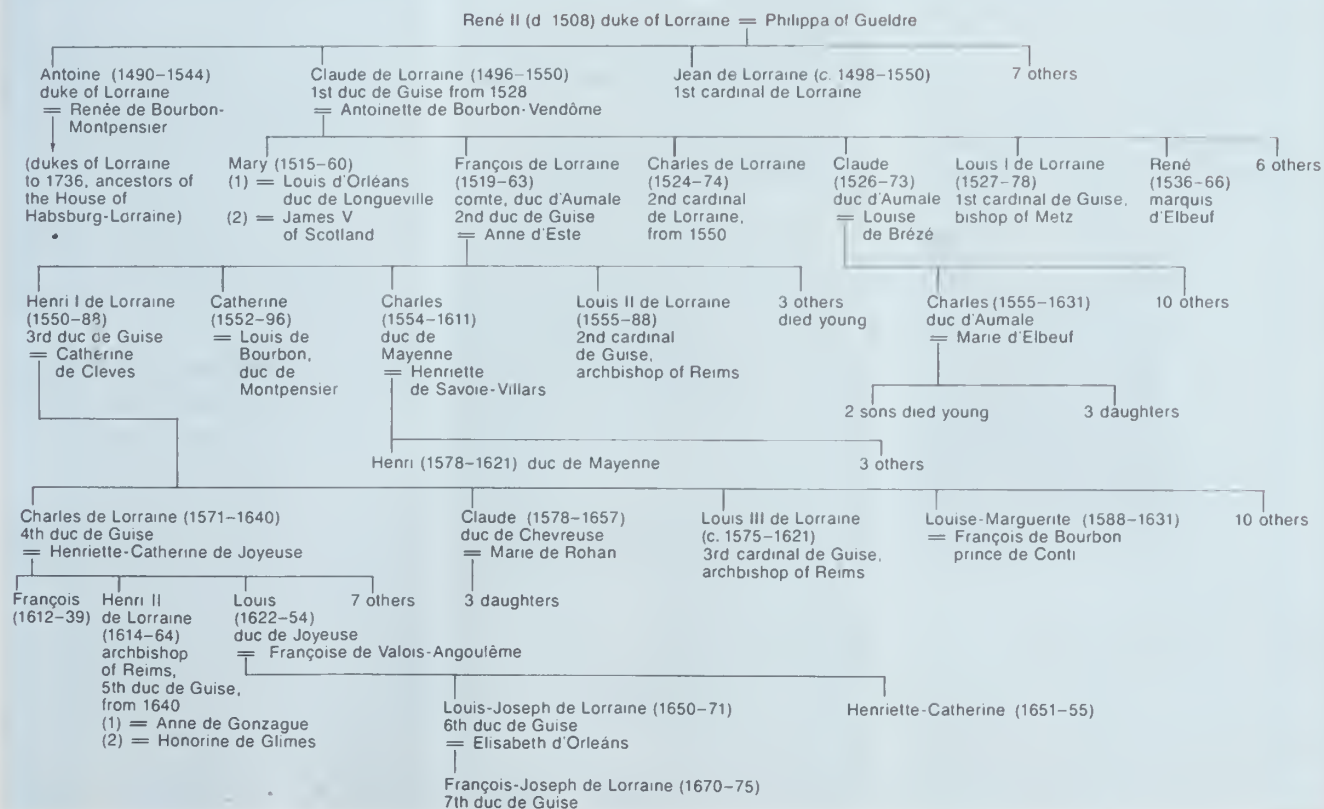 René II (d 1508) duke of Lorraine = Philippa of Gueldre
Antoine (1490–1544)
duke of Lorraine
= Renée de Bourbon-
Montpensier
(dukes of Lorraine
to 1736, ancestors of
the House of
Habsburg-Lorraine)
Claude de Lorraine (1496–1550)
1st duc de Guise from 1528
= Antoinette de Bourbon-Vendôme
Jean de Lorraine (c. 1498–1550)
1st cardinal de Lorraine
7 others
Mary (1515–60)
(1) = Louis d'Orléans
duc de Longueville
(2) = James V
of Scotland
François de Lorraine
(1519–63)
comte, duc d'Aumale
2nd duc de Guise
= Anne d'Este
Charles de Lorraine
(1524–74)
2nd cardinal
de Lorraine,
from 1550
Claude
(1526–73)
duc d'Aumale
= Louise
de Brézé
Louis I de Lorraine
(1527–78)
1st cardinal de Guise,
bishop of Metz
René
(1536–66)
marquis
d'Elbeuf
6 others
Henri I de Lorraine
(1550–88)
3rd duc de Guise
= Catherine
de Cleves
Catherine
(1552–96)
= Louis de
Bourbon,
duc de
Montpensier
Charles
(1554–1611)
duc de
Mayenne
= Henriette
de Savoie-Villars
Louis II de Lorraine
(1555–88)
2nd cardinal
de Guise,
archbishop of Reims
3 others
died young
Charles (1555–1631)
duc d'Aumale
= Marie d'Elbeuf
10 others
2 sons died young
3 daughters
Henri (1578–1621) duc de Mayenne
3 others
Charles de Lorraine (1571–1640)
4th duc de Guise
= Henriette-Catherine de Joyeuse
Claude (1578–1657)
duc de Chevreuse
= Marie de Rohan
Louis III de Lorraine
(c. 1575–1621)
3rd cardinal de Guise,
archbishop of Reims
Louise-Marguerite (1588–1631)
= François de Bourbon
prince de Conti
10 others
François
(1612–39)
Henri II
de Lorraine
(1614–64)
archbishop
of Reims,
5th duc de Guise,
from 1640
(1) = Anne de Gonzague
(2) = Honorine de Glimes
Louis
(1622–54)
duc de Joyeuse
= Françoise de Valois-Angoulême
7 others
3 daughters
Louis-Joseph de Lorraine (1650–71)
6th duc de Guise
= Elisabeth d'Orleáns
Henriette-Catherine (1651–55)
François-Joseph de Lorraine (1670–75)
7th duc de Guise